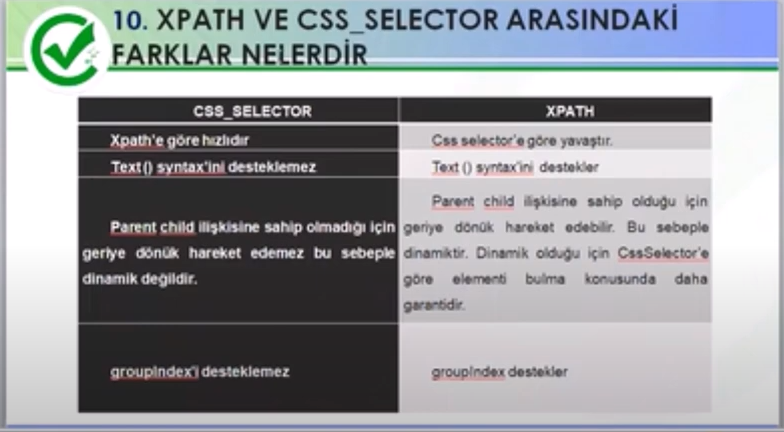 10. XPATH VE CSS_SELECTOR ARASINDAKİ
FARKLAR NELERDİR
CSS_SELECTOR
XPATH
Xpath'e göre hızlıdır
Css selector'e göre yavaştır.
Text() syntax'ini desteklemez
Text () syntax'ini destekler
Parent child ilişkisine sahip olmadığı için
geriye dönük hareket edemez bu sebeple
dinamik değildir.
Parent child ilişkisine sahip olduğu için
geriye dönük hareket edebilir. Bu sebeple
dinamiktir. Dinamik olduğu için CssSelector'e
göre elementi bulma konusunda daha
garantidir.
groupIndex'i desteklemez
groupIndex destekler